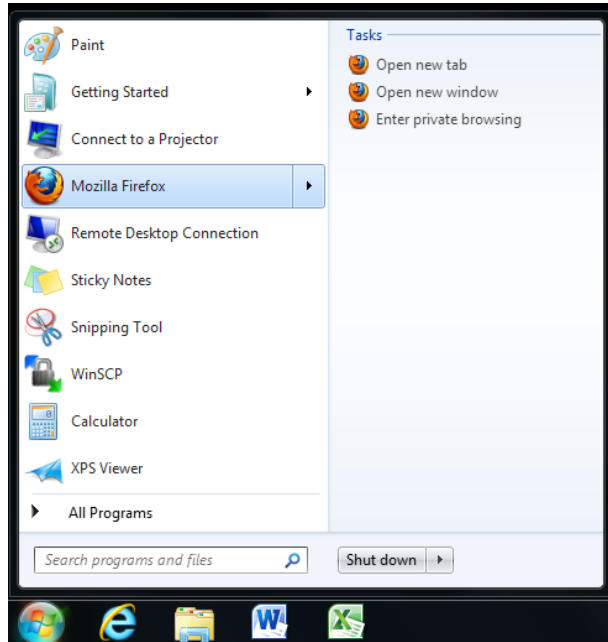 Paint
Getting Started
Connect to a Projector
Mozilla Firefox
Remote Desktop Connection
Sticky Notes
Snipping Tool
WinSCP
Calculator
XPS Viewer
All Programs
Search programs and files
Tasks
Open new tab
Open new window
Enter private browsing
Shut down